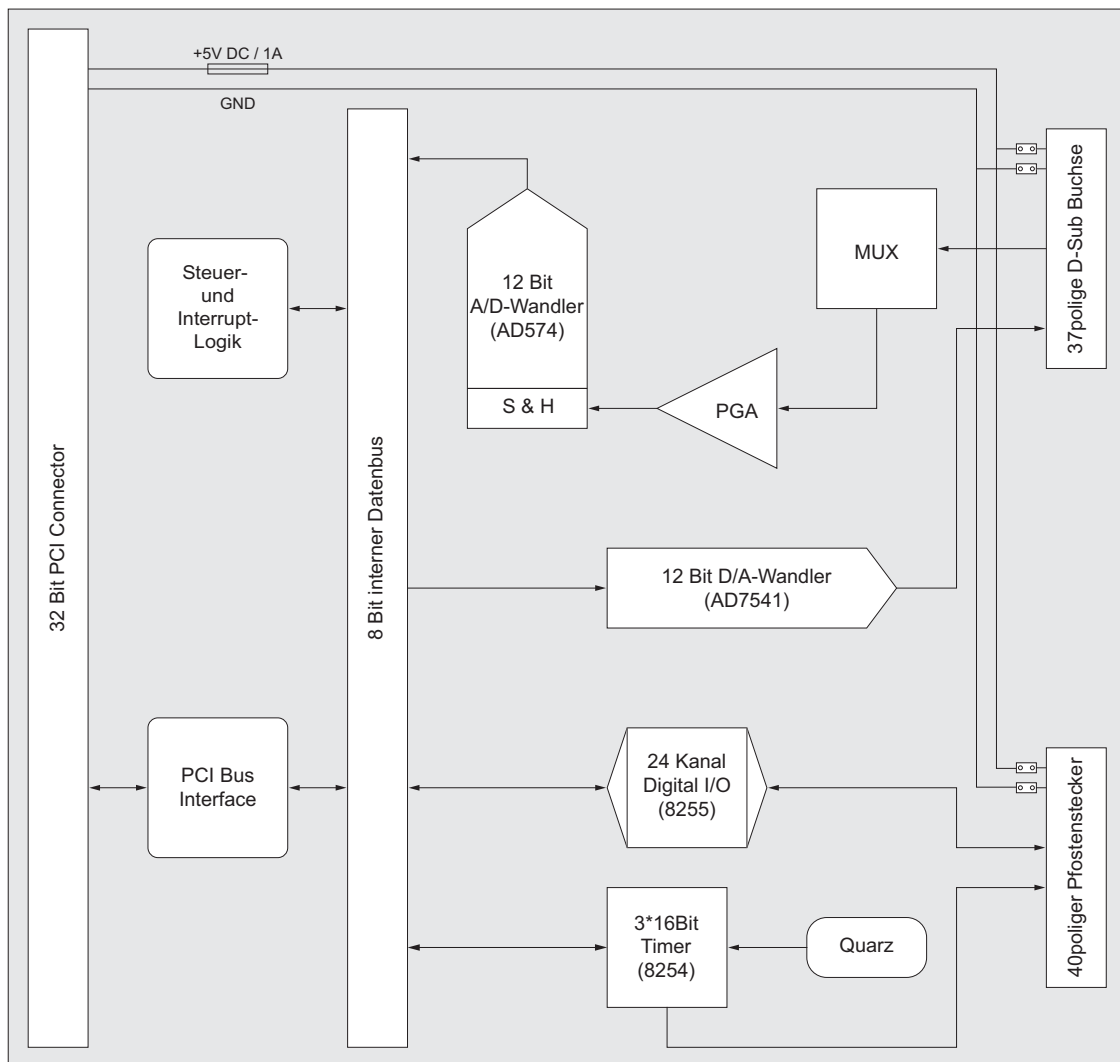 +5V DC / 1A
GND
32 Bit PCI Connector
8 Bit interner Datenbus
Steuer-
und
Interrupt-
Logik
12 Bit
A/D-Wandler
(AD574)
S & H
PGA
MUX
37polige D-Sub Buchse
12 Bit D/A-Wandler
(AD7541)
PCI Bus
Interface
24 Kanal
Digital I/O
(8255)
3*16Bit
Timer
(8254)
Quarz
40poliger Pfostenstecker